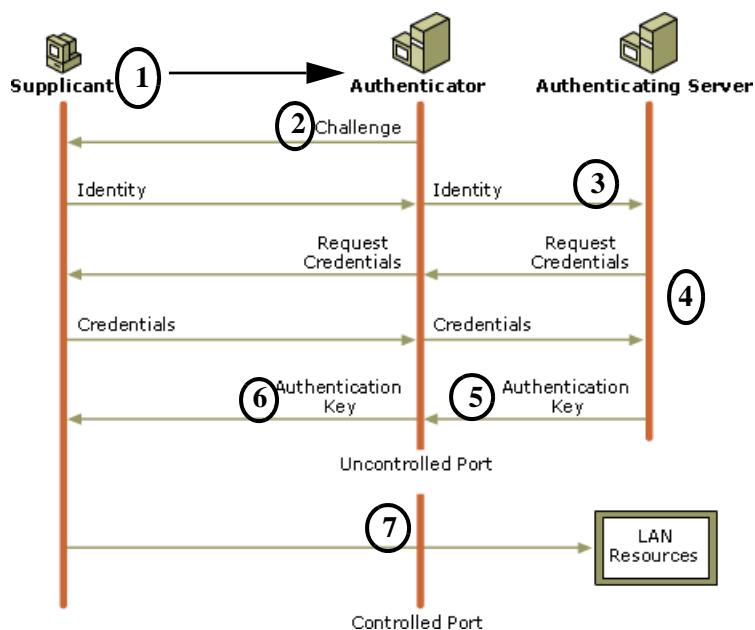 Supplicant
1
Authenticator
Authenticating Server
2
Challenge
Identity
Identity
3
Request
Credentials
Request
Credentials
4
Credentials
Credentials
6
Authentication
Key
5
Authentication
Key
Uncontrolled Port
7
LAN
Resources
Controlled Port